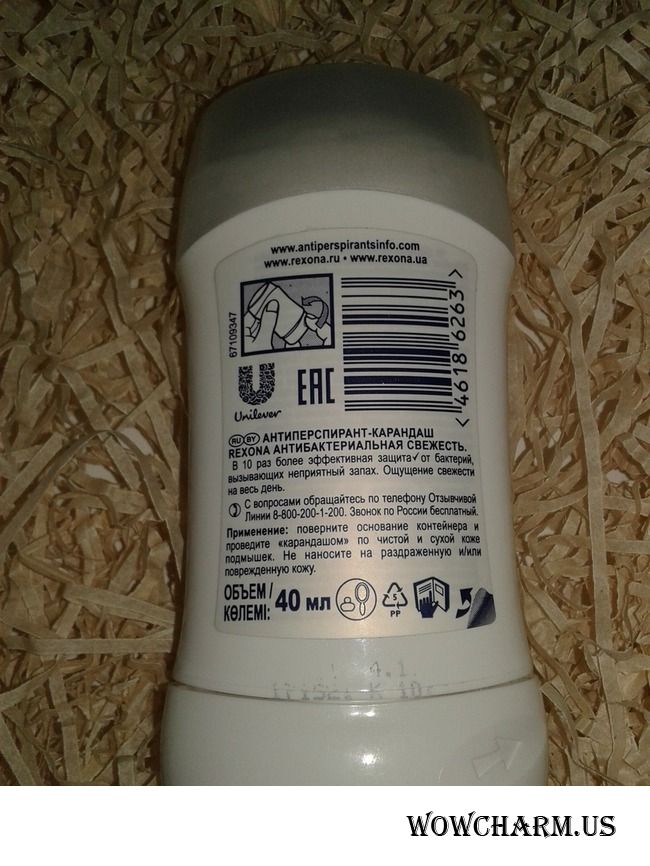 www.antiperspirantsinfo.com
www.rexona.ru • www.rexona.ua
67109347
4618 6263 >
Unilever
EAC
RU BY АНТИПЕРСПИРАНТ-КАРАНДАШ
REXONA АНТИБАКТЕРИАЛЬНАЯ СВЕЖЕСТЬ.
В 10 раз более эффективная защита✓от бактерий,
вызывающих неприятный запах. Ощущение свежести
на весь день.
С вопросами обращайтесь по телефону Отзывчивой
Линии 8-800-200-1-200. Звонок по России бесплатный.
Применение: поверните основание контейнера и
проведите «карандашом» по чистой и сухой коже
подмышек. Не наносите на раздраженную и/или
поврежденную кожу.
ОБЪЕМ /
КӨЛЕМІ: 40 мл
5
PP
WOWCHARM.US